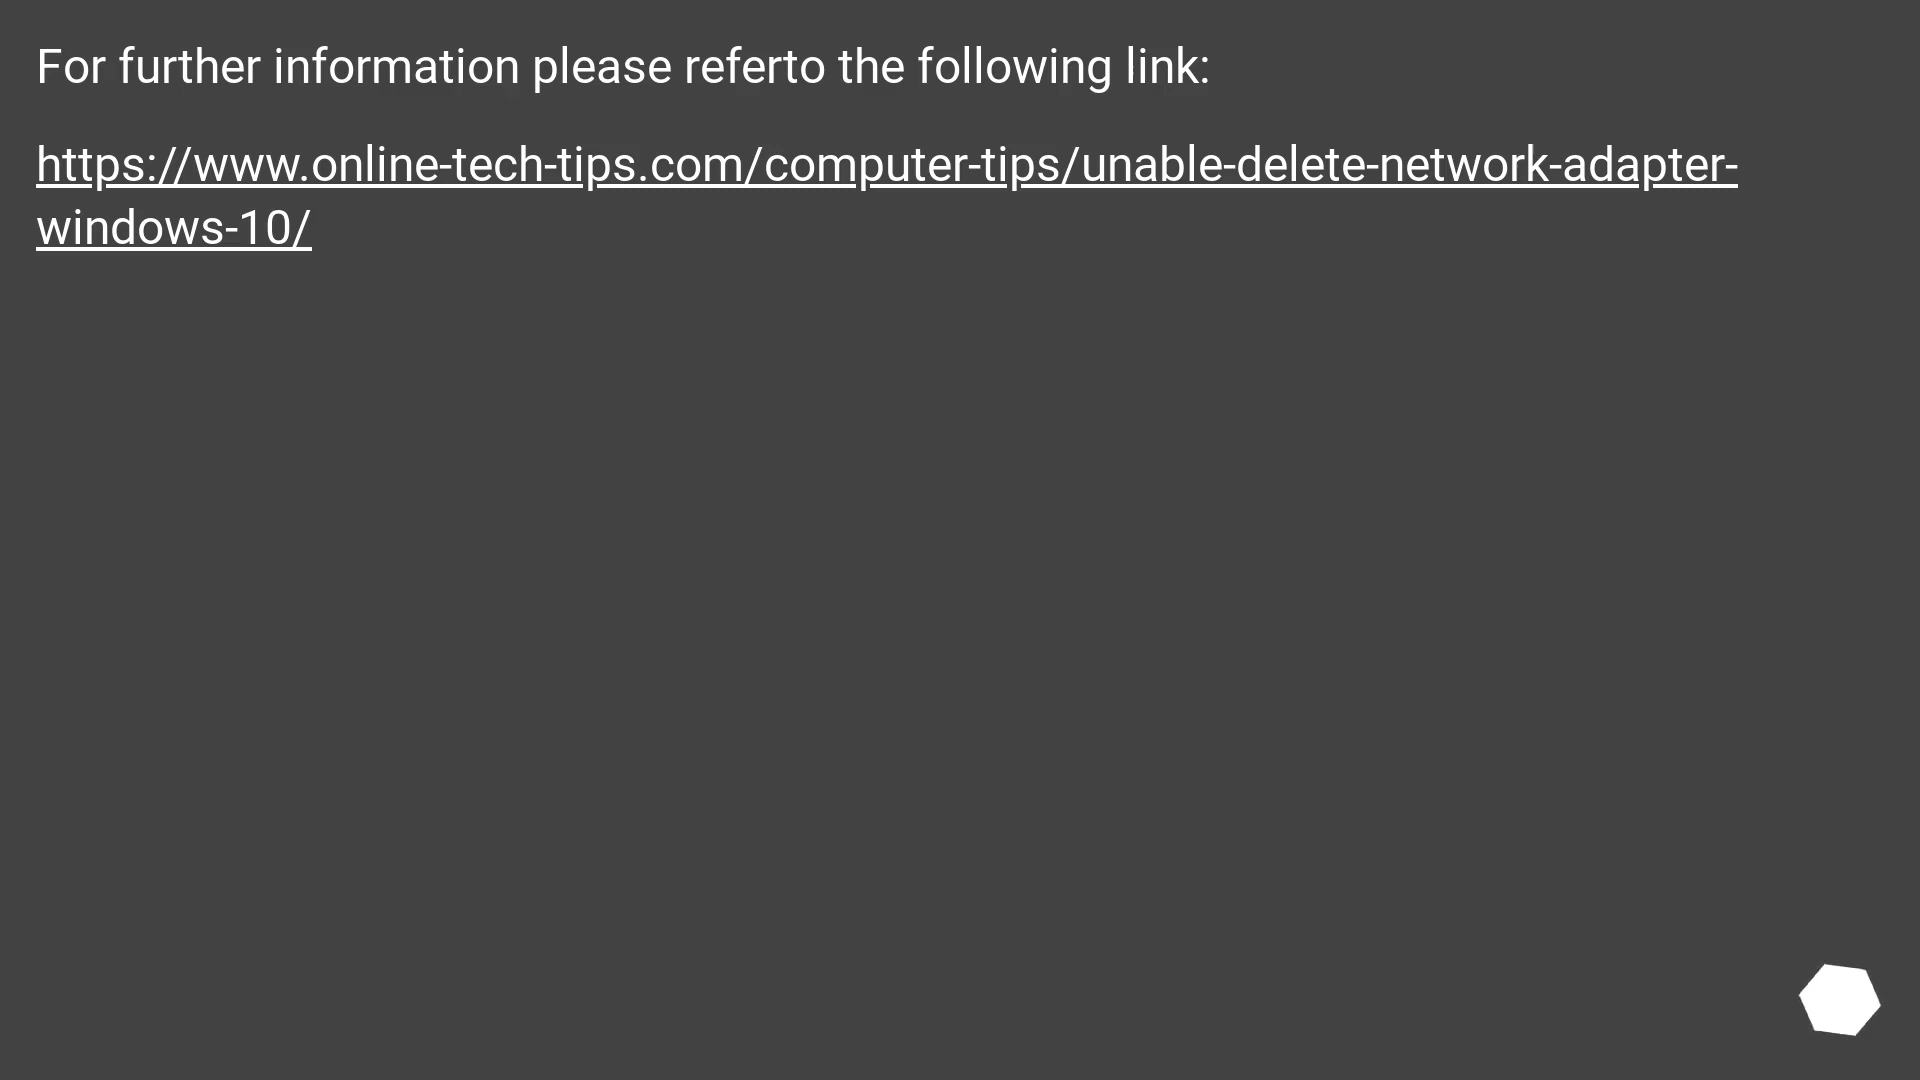 For further information please referto the following link:
https://www.online-tech-tips.com/computer-tips/unable-delete-network-adapter-
windows-10/